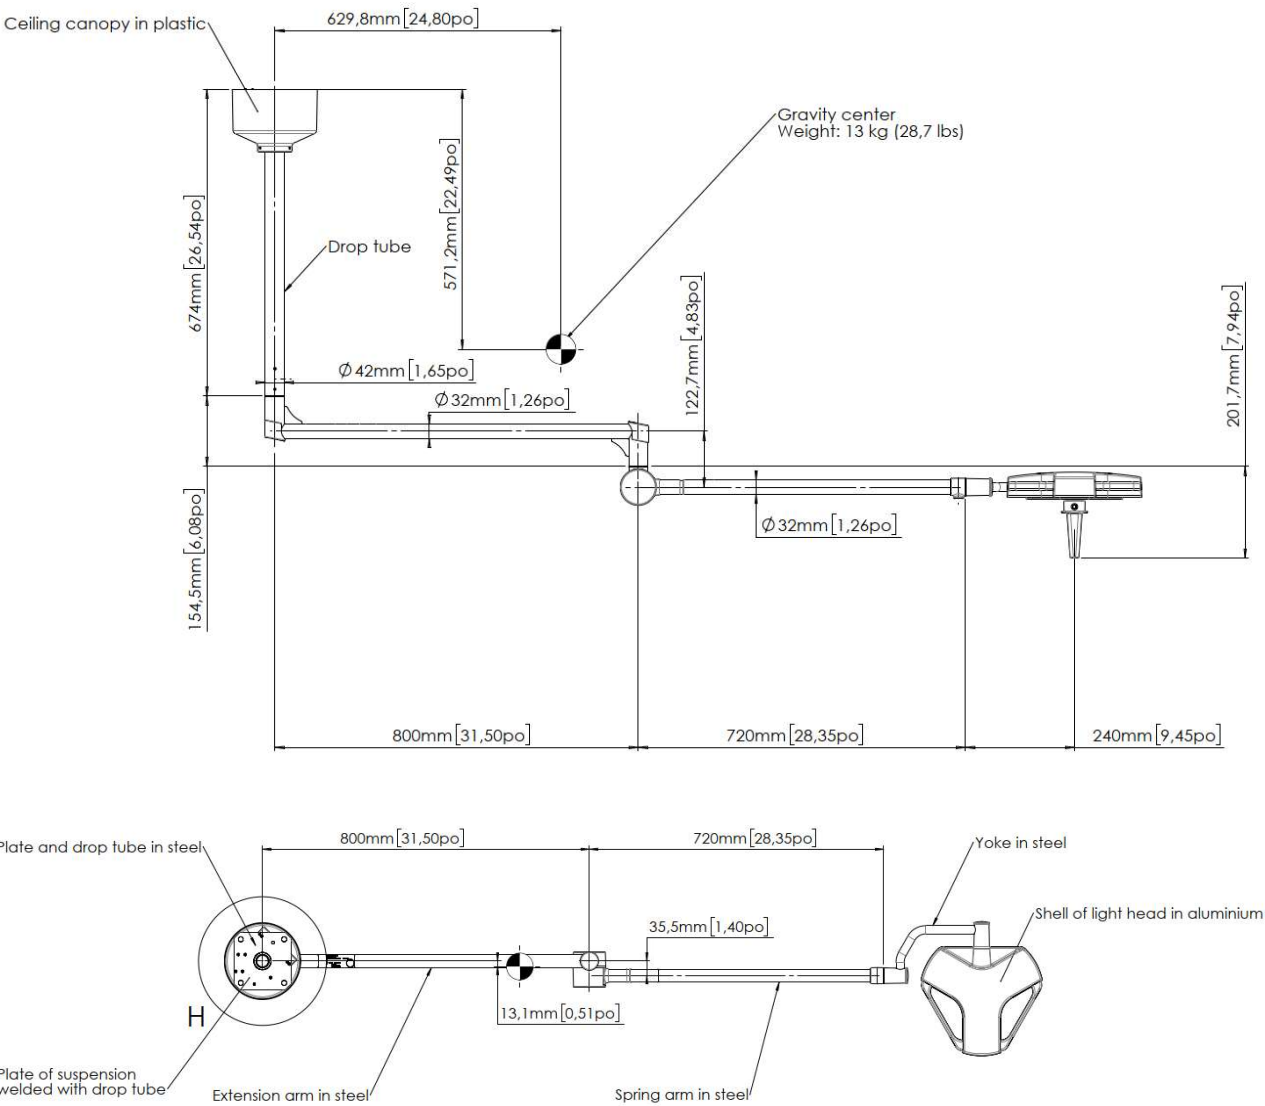 629,8mm[24,80po]
Ceiling canopy in plastic
Gravity center
Weight: 13 kg (28,7 lbs)
571,2mm[22,49po]
674mm[26,54po]
Drop tube
122,7mm[4,83po]
201,7mm[7,94po]
Ø42mm[1,65po]
Ø32mm[1,26po]
154,5mm[6,08po]
Ø32mm[1,26po]
800mm[31,50po]
720mm[28,35po]
240mm[9,45po]
800mm[31,50po]
720mm[28,35po]
Plate and drop tube in steel
Yoke in steel
Shell of light head in aluminium
35,5mm[1,40po]
13,1mm[0,51po]
H
Plate of suspension
welded with drop tube
Extension arm in steel
Spring arm in steel